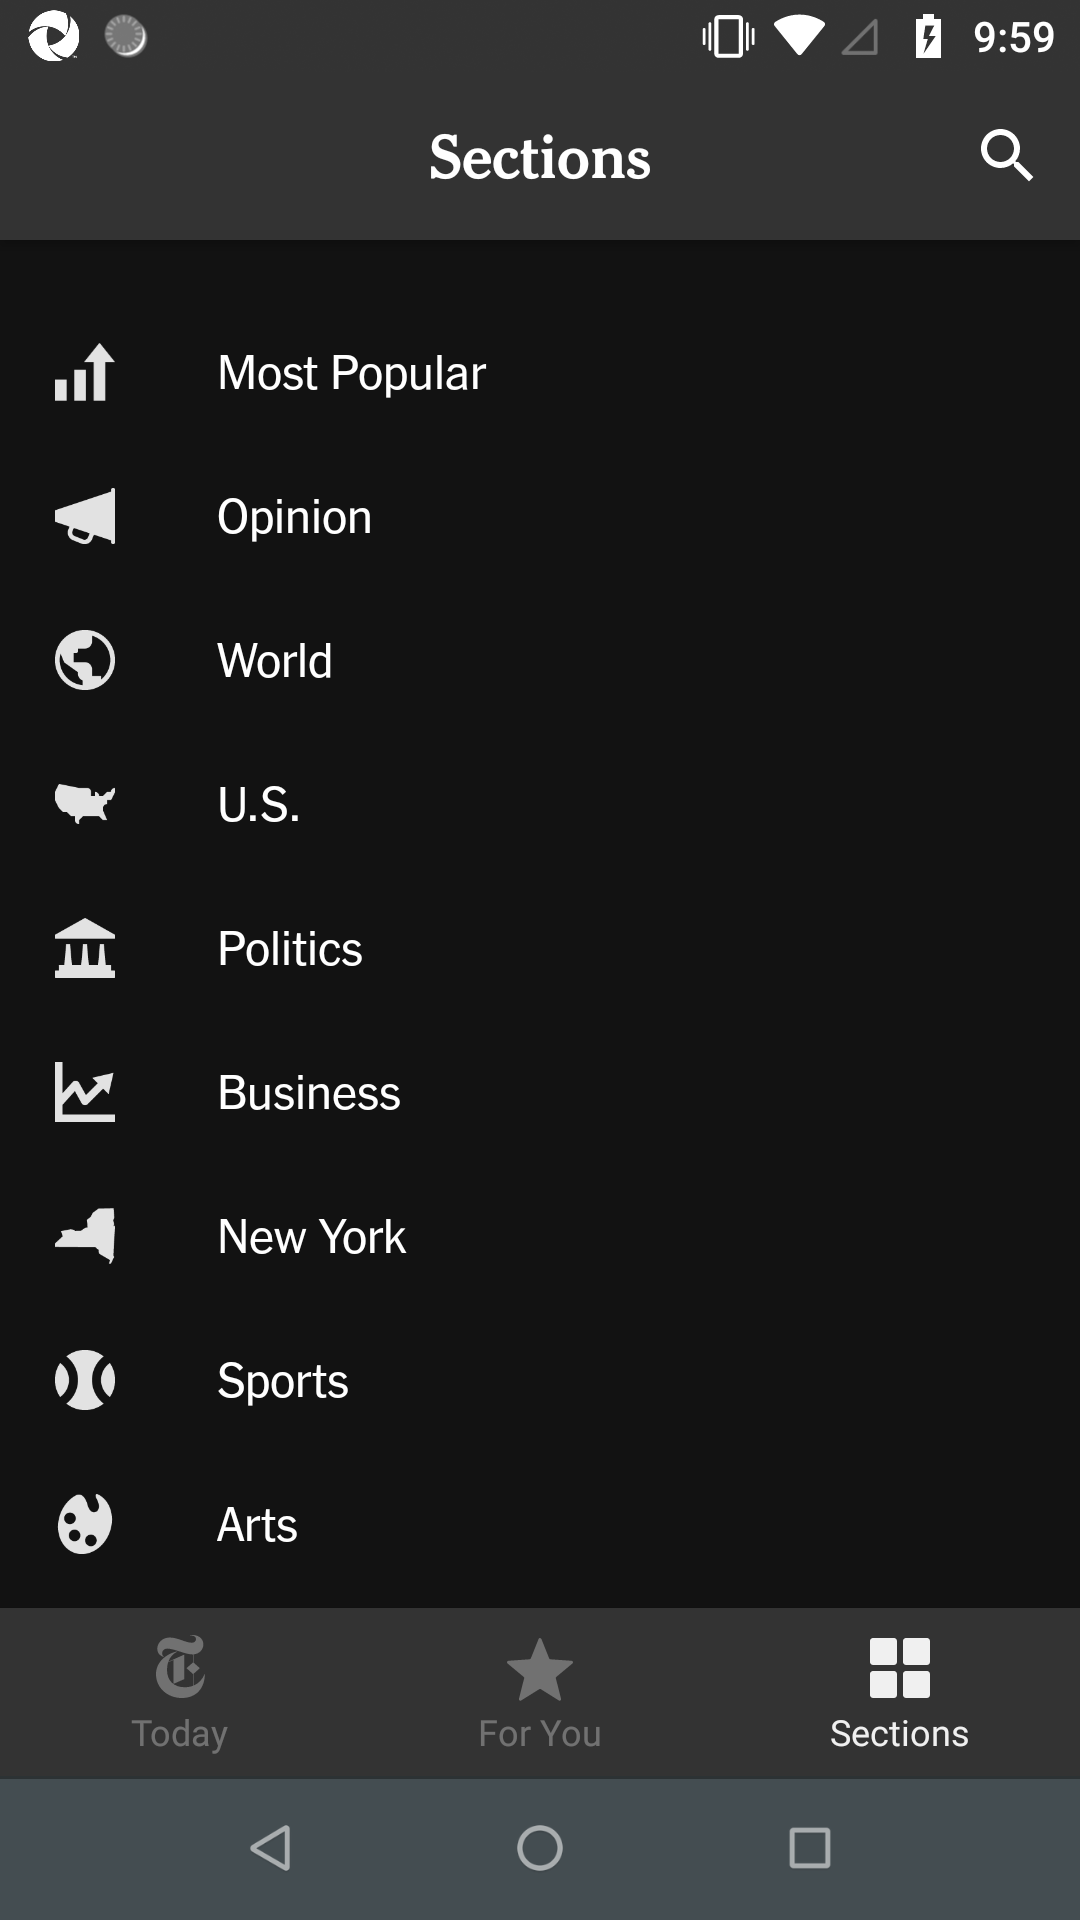 9:59
Sections
Most Popular
Opinion
World
U.S.
Politics
Business
New York
Sports
Arts
Today
For You
Sections